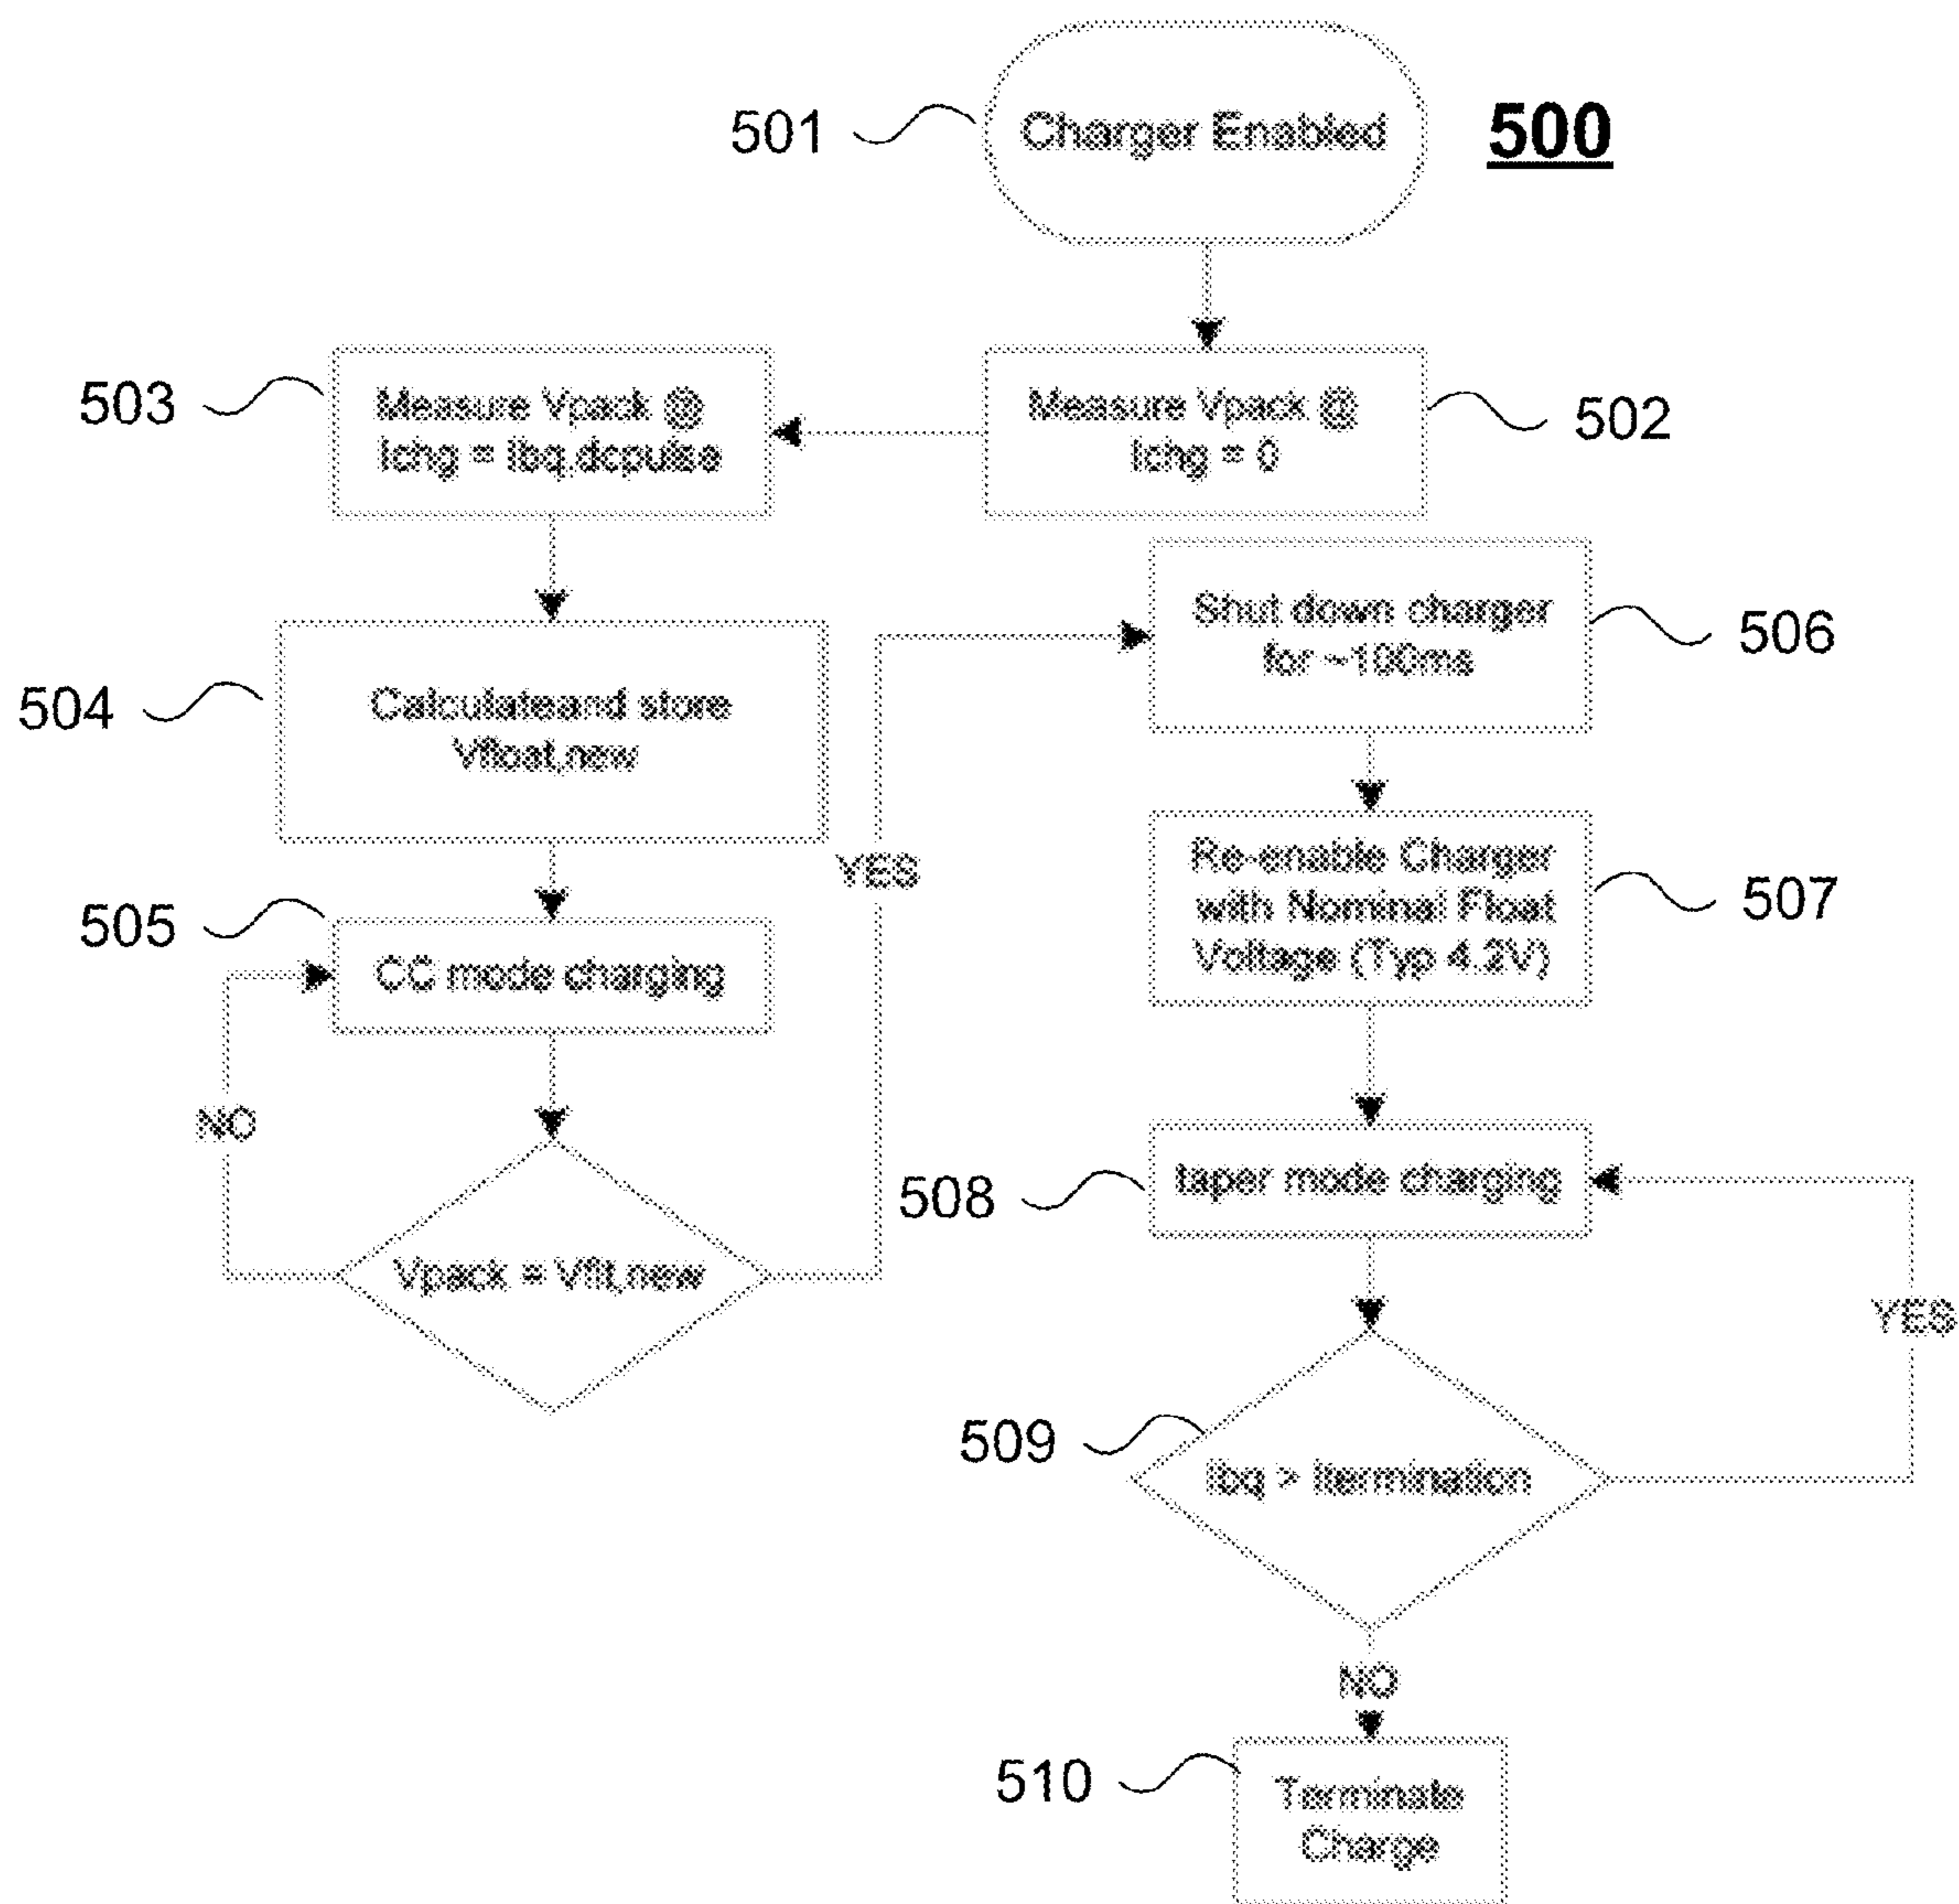 500
501
Charger Enabled
502
Measure Vpack @
Ichg = 0
503
Measure Vpack @
Ichg = Ibq,dcpulse
504
Calculateand store
Vfloat,new
505
CC mode charging
NO
Vpack = Vflt,new
YES
506
Shut down charger
for ~100ms
507
Re-enable Charger
with Nominal Float
Voltage (Typ 4.2V)
508
taper mode charging
509
Ibq > Itermination
YES
NO
510
Terminate
Charge